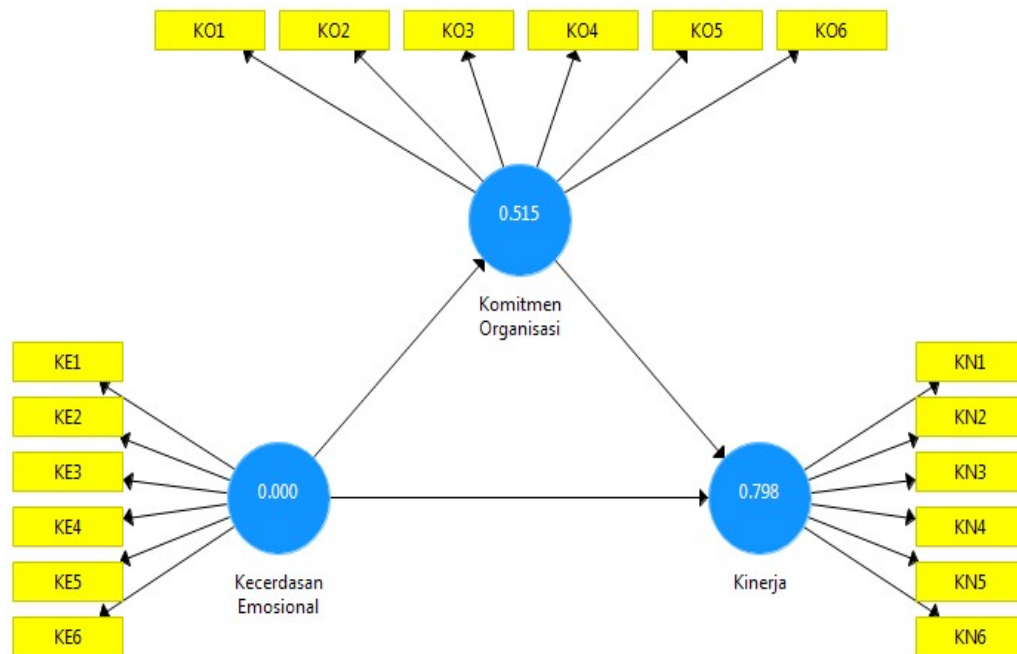 KO1
KO2
KO3
KO4
KO5
KO6
0.515
Komitmen
Organisasi
KE1
KE2
KE3
KE4
KE5
KE6
0.000
Kecerdasan
Emosional
0.798
Kinerja
KN1
KN2
KN3
KN4
KN5
KN6